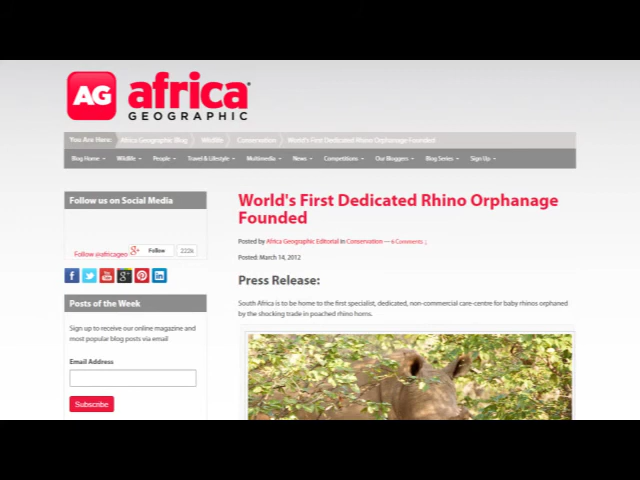 AG africa
GEOGRAPHIC
You Are Here: Africa Geographic Blog Wildlife Conservation World's First Dedicated Rhino Orphanage Founded
Blog Home Wildlife People Travel & Lifestyle Multimedia News Competitions Our Bloggers Blog Series Sign Up
Follow us on Social Media
Follow @africageo g+ Follow 2226
Posts of the Week
Sign up to receive our online magazine and
most popular blog posts via email
Email Address
Subscribe
World's First Dedicated Rhino Orphanage
Founded
Posted by Africa Geographic Editorial in Conservation — 6 Comments ↓
Posted: March 14, 2012
Press Release:
South Africa is to be home to the first specialist, dedicated, non-commercial care-centre for baby rhinos orphaned
by the shocking trade in poached rhino horns.